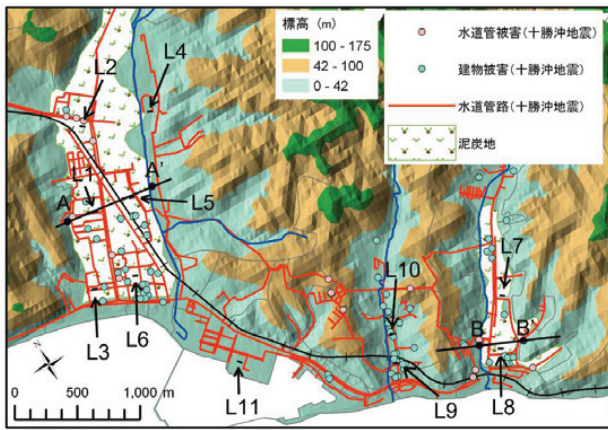 標高 (m)
100 - 175
42 - 100
0 - 42
水道管被害(十勝沖地震)
建物被害(十勝沖地震)
水道管路(十勝沖地震)
泥炭地
L2
L4
A'
L1
A
L5
L7
L10
B
B'
L3
L6
L11
L9
L8
N
0
500
1,000 m